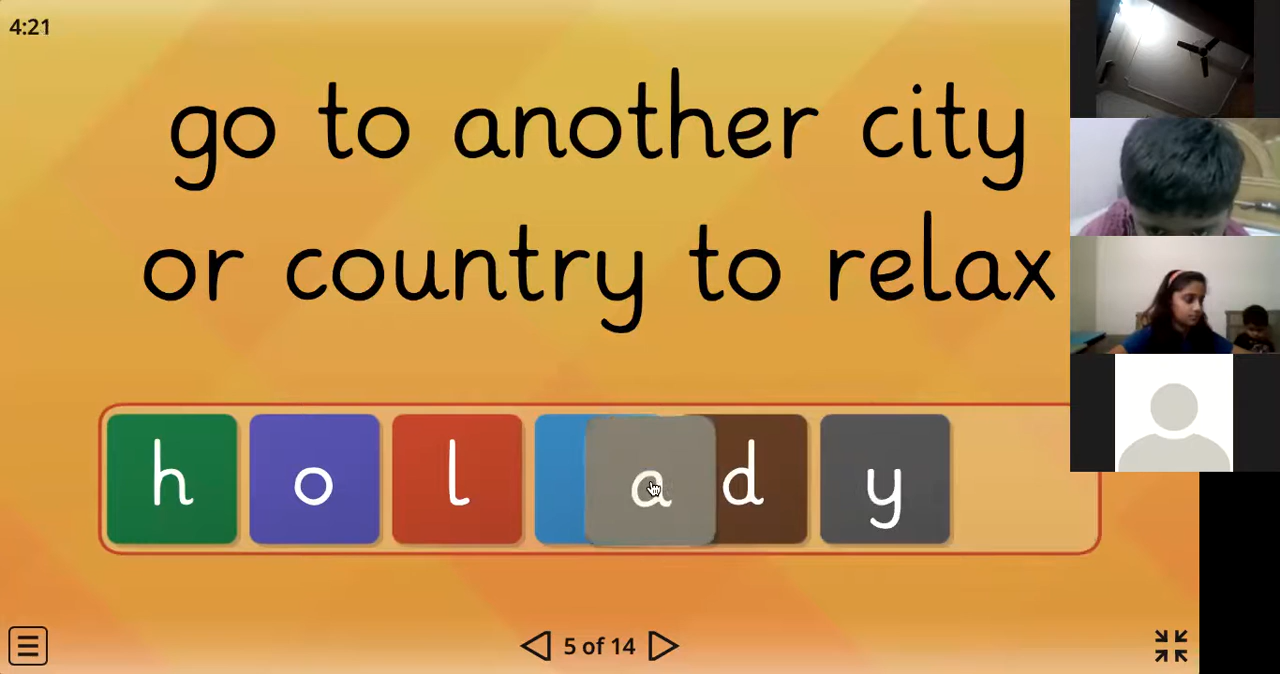 4:21
go to another city
or country to relax
h o l a d y
5 of 14